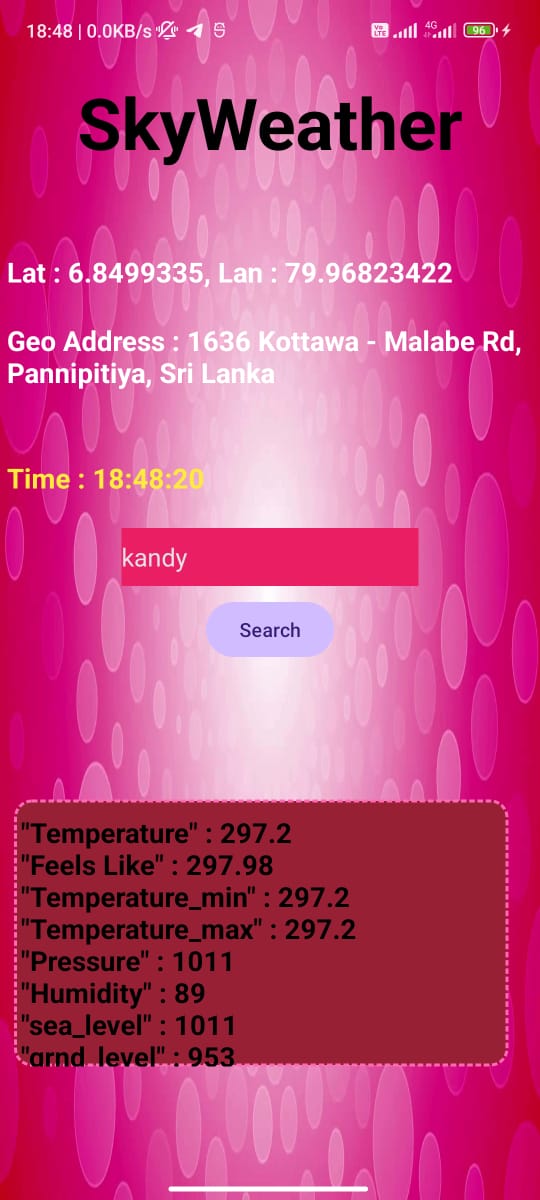 18:48 | 0.0KB/s
Vo LTE 4G 96
SkyWeather
Lat : 6.8499335, Lan : 79.96823422
Geo Address : 1636 Kottawa - Malabe Rd,
Pannipitiya, Sri Lanka
Time : 18:48:20
kandy
Search
"Temperature" : 297.2
"Feels Like" : 297.98
"Temperature_min" : 297.2
"Temperature_max" : 297.2
"Pressure" : 1011
"Humidity" : 89
"sea_level" : 1011
"grnd_level" : 953